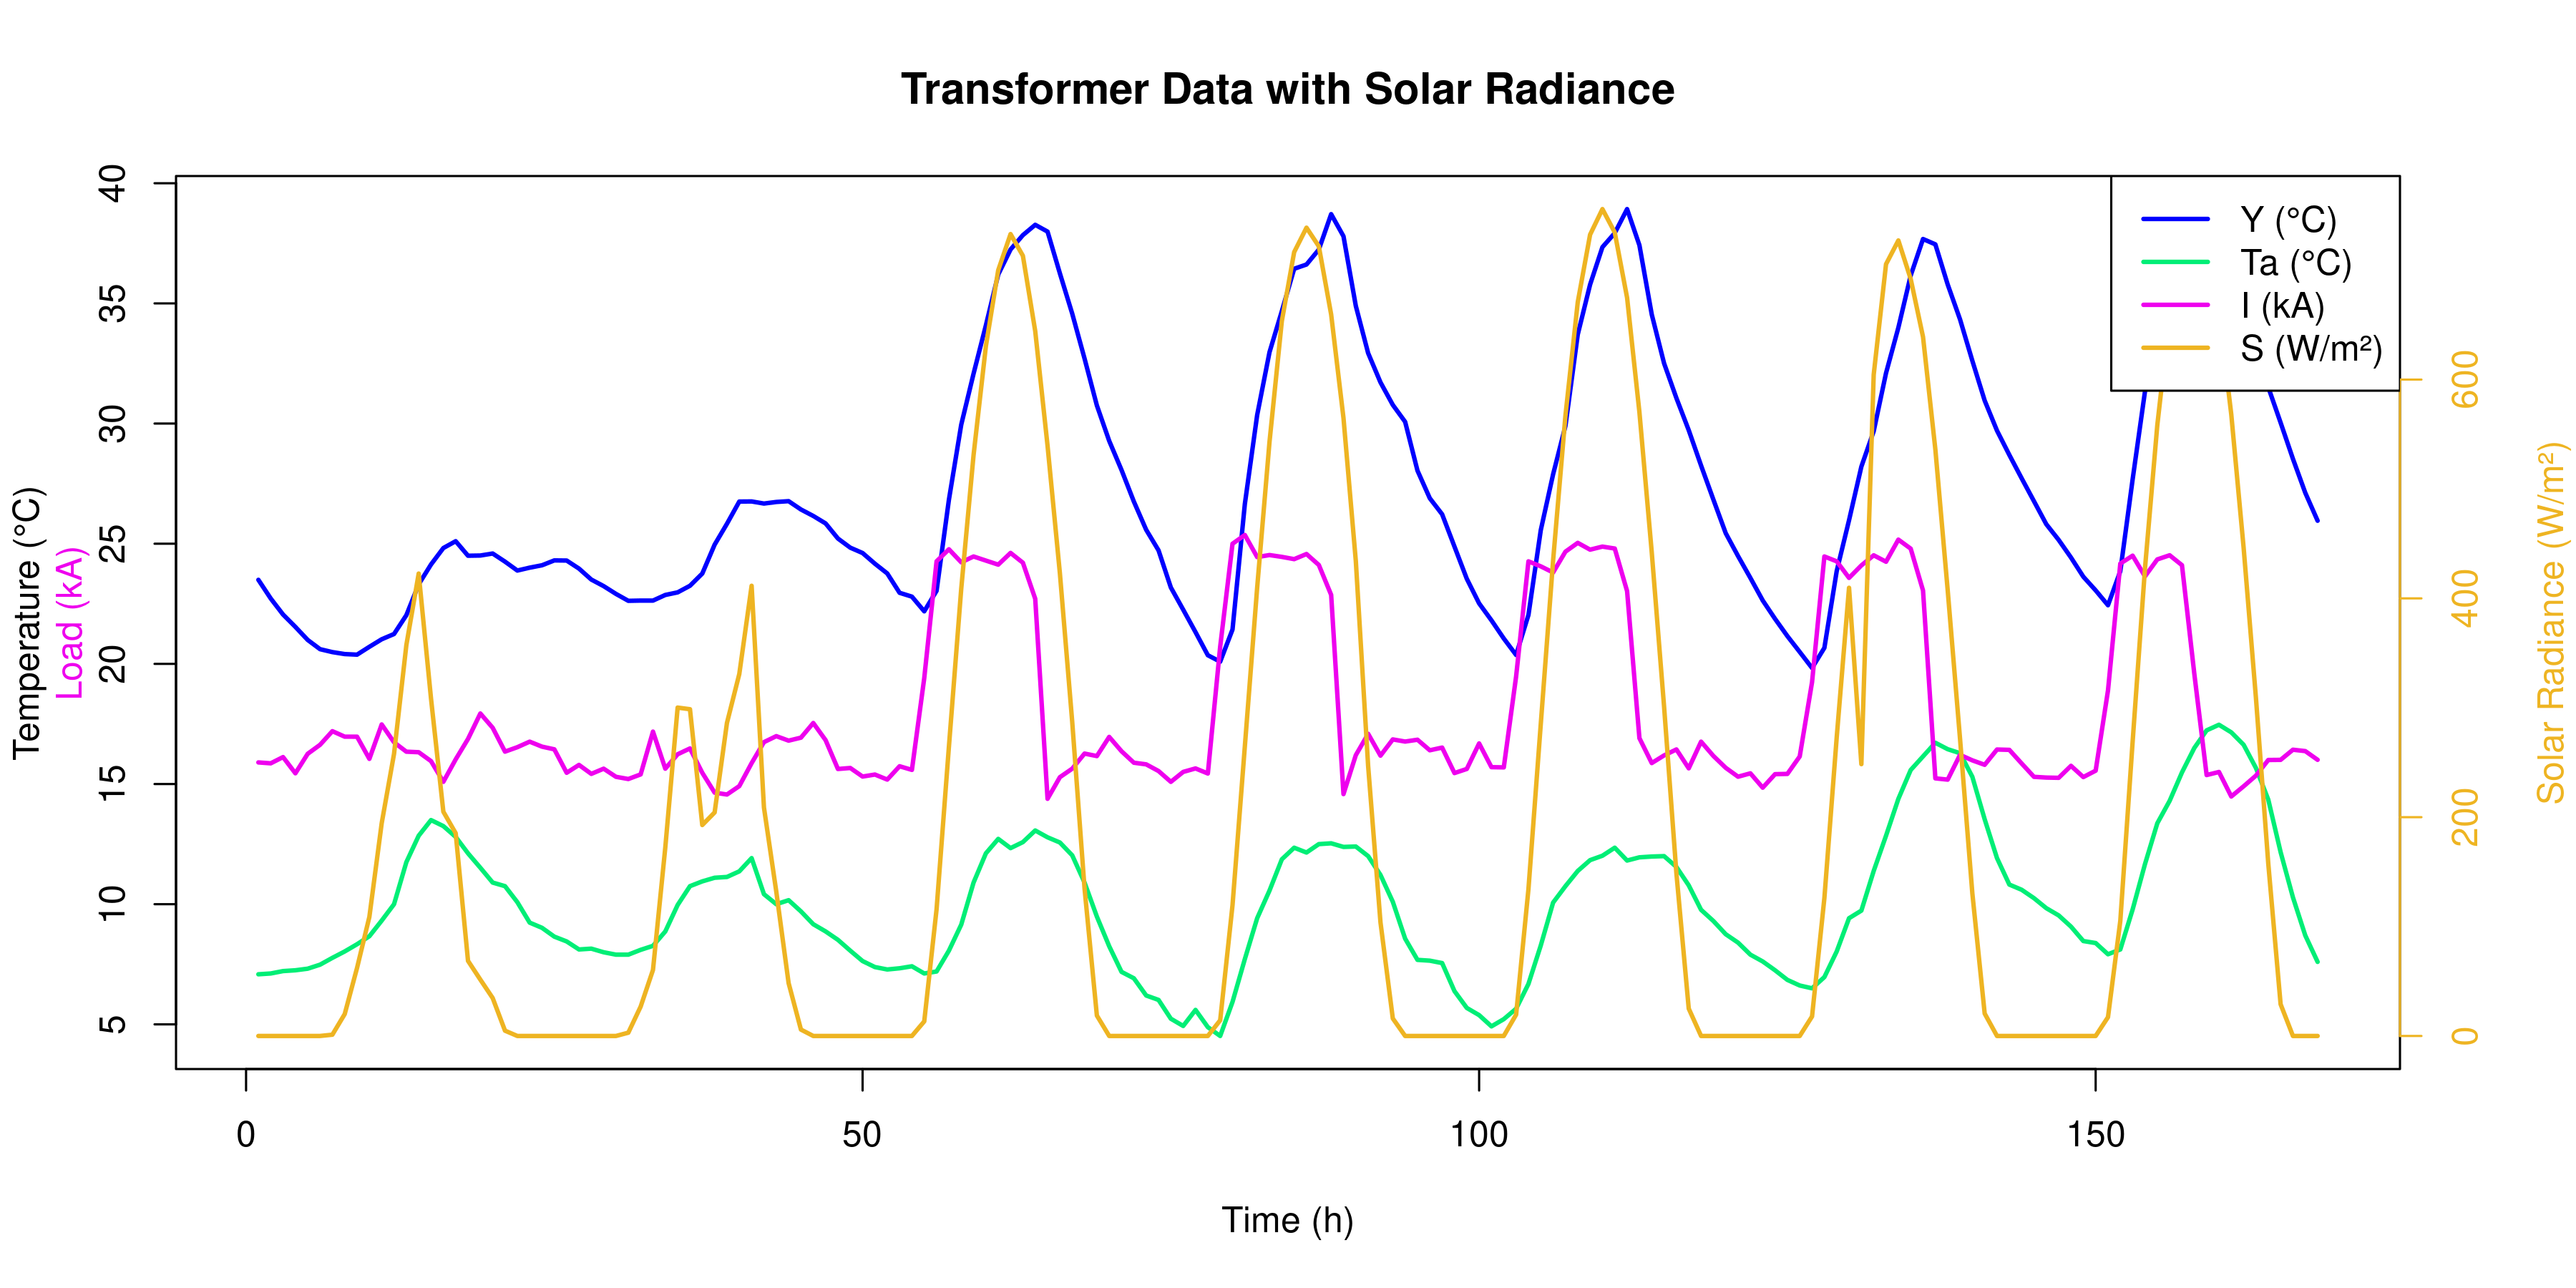 Transformer Data with Solar Radiance
Y (°C)
Ta (°C)
I (kA)
S (W/m²)
40
35
30
25
20
15
10
5
Temperature (°C)
Load (kA)
600
400
200
0
Solar Radiance (W/m²)
0 50 100 150
Time (h)